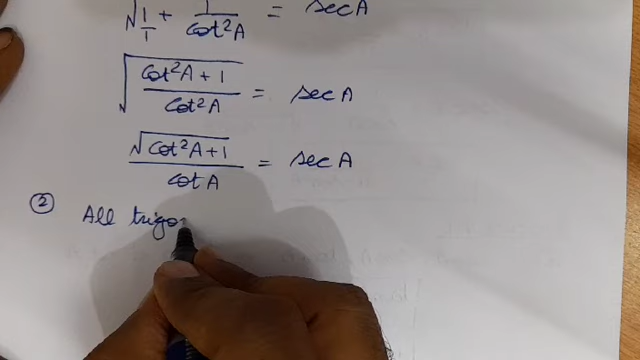 √1/1 + 1/cot²A = sec A
√(cot²A + 1)/cot²A = sec A
√cot²A + 1/cot A = sec A
② All trigo